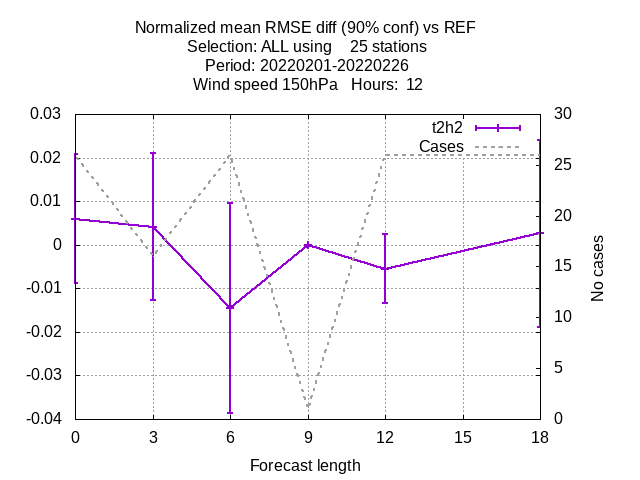 Normalized mean RMSE diff (90% conf) vs REF
Selection: ALL using 25 stations
Period: 20220201-20220226
Wind speed 150hPa Hours: 12
t2h2
Cases
0.03
0.02
0.01
0
-0.01
-0.02
-0.03
-0.04
30
25
20
15
10
5
0
No cases
0 3 6 9 12 15 18
Forecast length